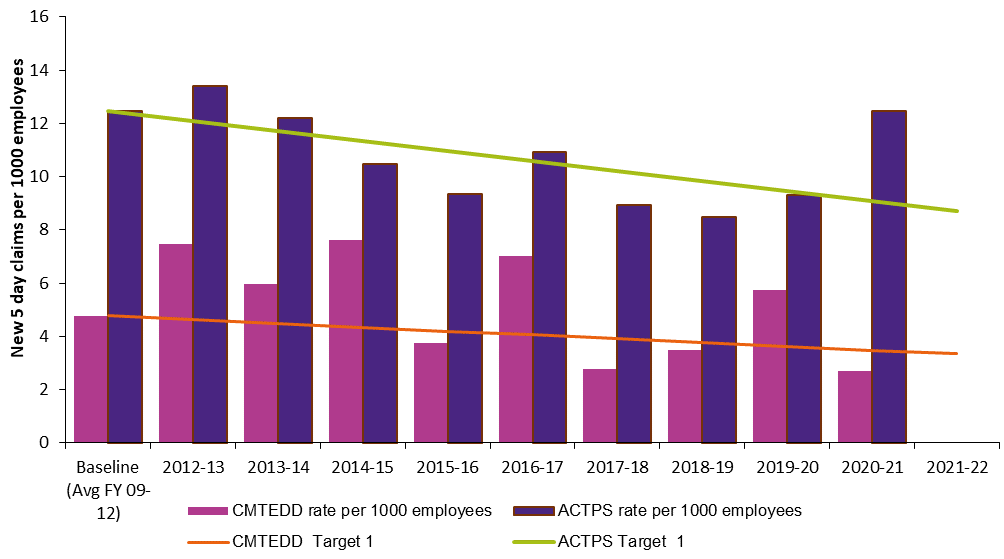 16
14
12
10
8
6
4
2
0
New 5 day claims per 1000 employees
Baseline
(Avg FY 09-
12)
2012-13
2013-14
2014-15
2015-16
2016-17
2017-18
2018-19
2019-20
2020-21
2021-22
CMTEDD rate per 1000 employees
ACTPS rate per 1000 employees
CMTEDD Target 1
ACTPS Target 1